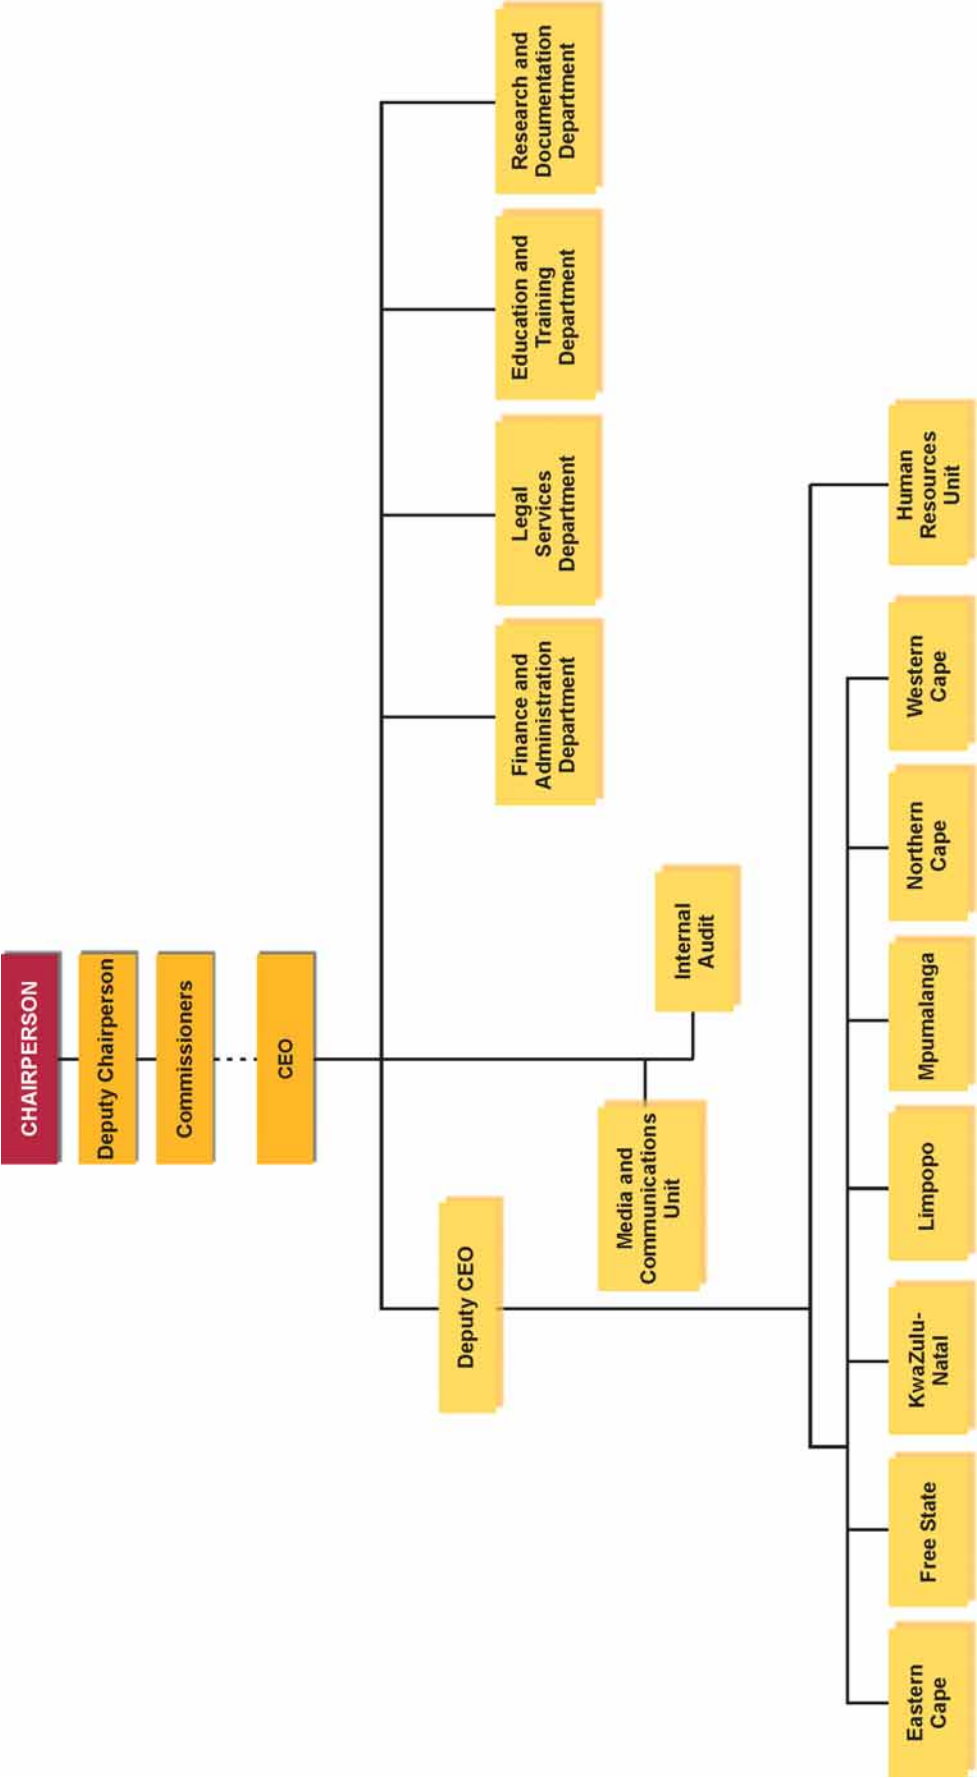 CHAIRPERSON
Deputy Chairperson
Commissioners
CEO
Deputy CEO
Finance and
Administration
Department
Legal
Services
Department
Education and
Training
Department
Research and
Documentation
Department
Media and
Communications
Unit
Internal
Audit
Eastern
Cape
Free State
KwaZulu-
Natal
Limpopo
Mpumalanga
Northern
Cape
Western
Cape
Human
Resources
Unit